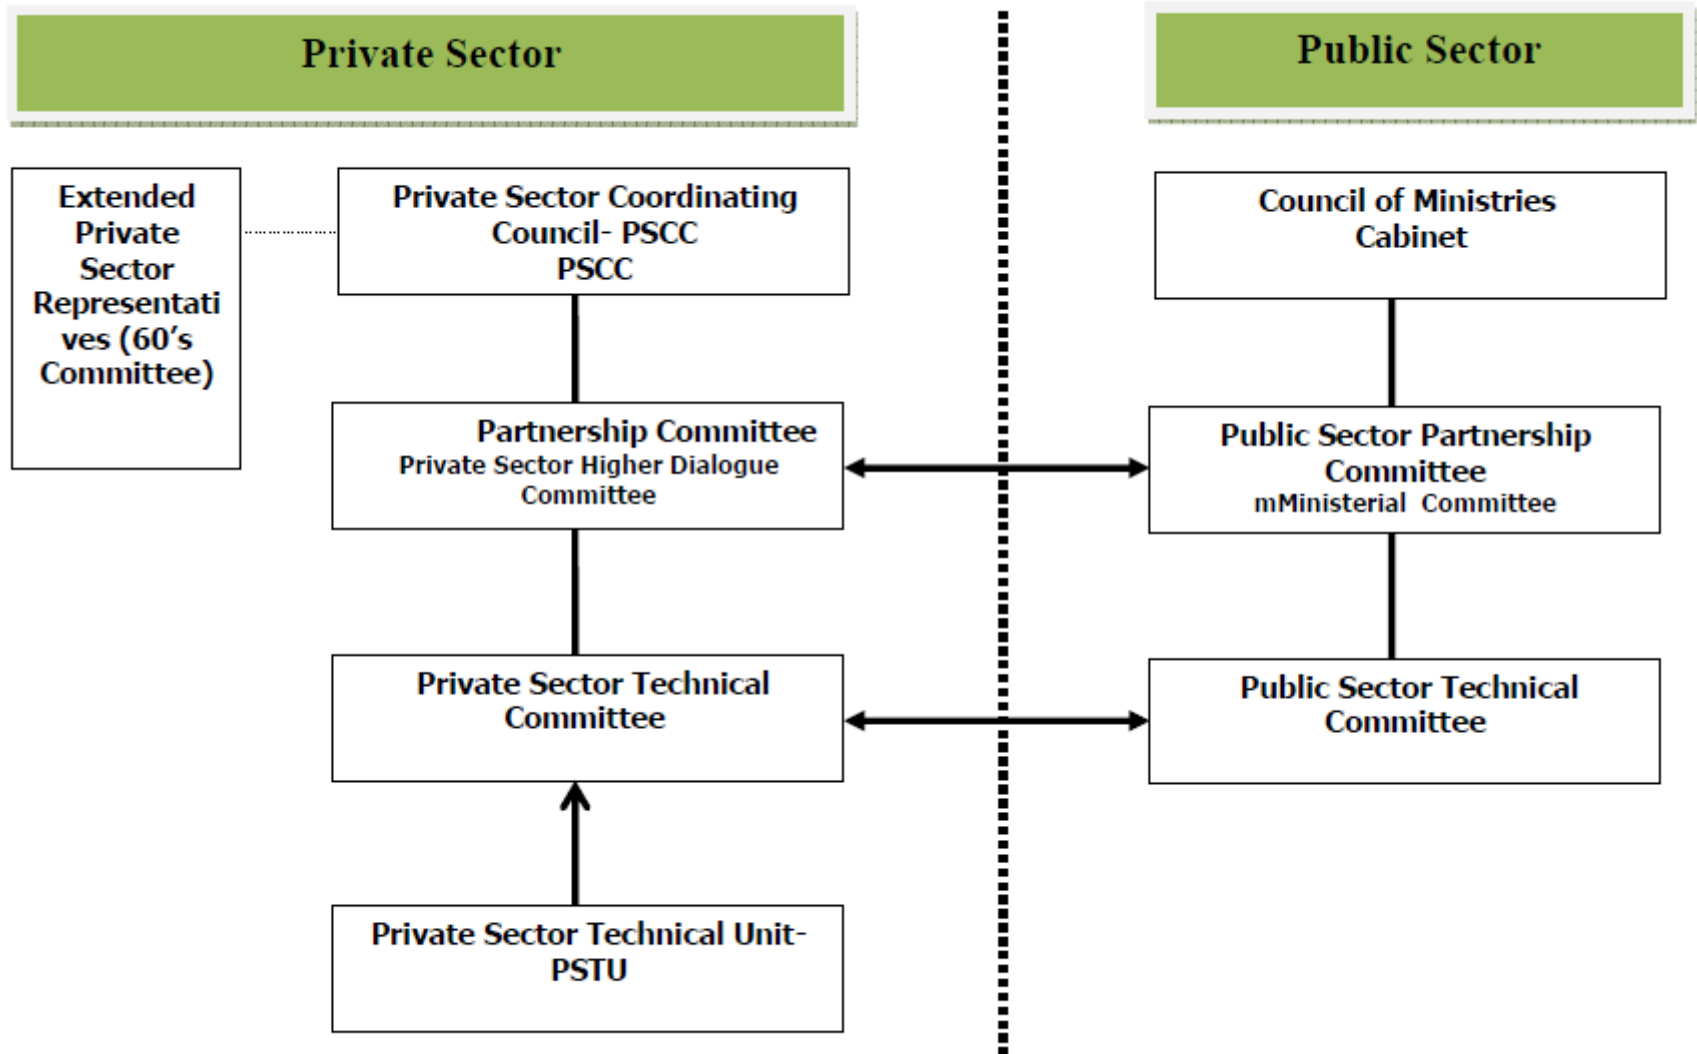 Private Sector
Public Sector
Extended
Private
Sector
Representati
ves (60’s
Committee)
Private Sector Coordinating
Council- PSCC
PSCC
Council of Ministries
Cabinet
Partnership Committee
Private Sector Higher Dialogue
Committee
Public Sector Partnership
Committee
mMinisterial Committee
Private Sector Technical
Committee
Public Sector Technical
Committee
Private Sector Technical Unit-
PSTU